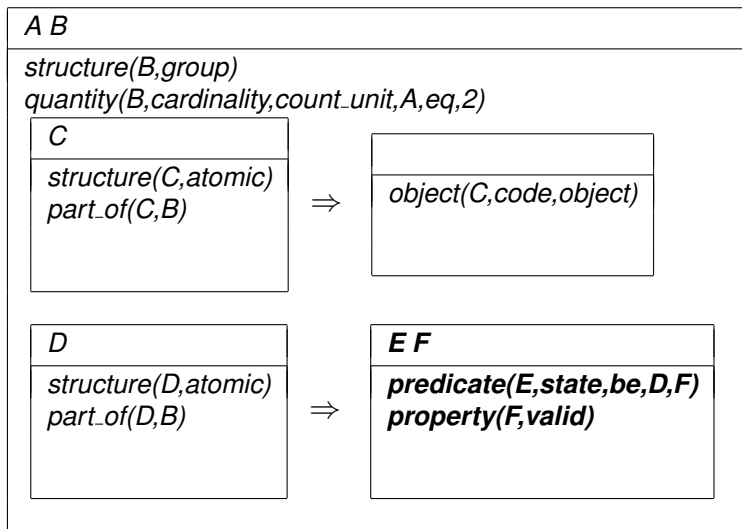 A B
structure(B,group)
quantity(B,cardinality,count_unit,A,eq,2)
C
structure(C,atomic)
part_of(C,B)
⇒
object(C,code,object)
D
structure(D,atomic)
part_of(D,B)
⇒
E F
predicate(E,state,be,D,F)
property(F,valid)